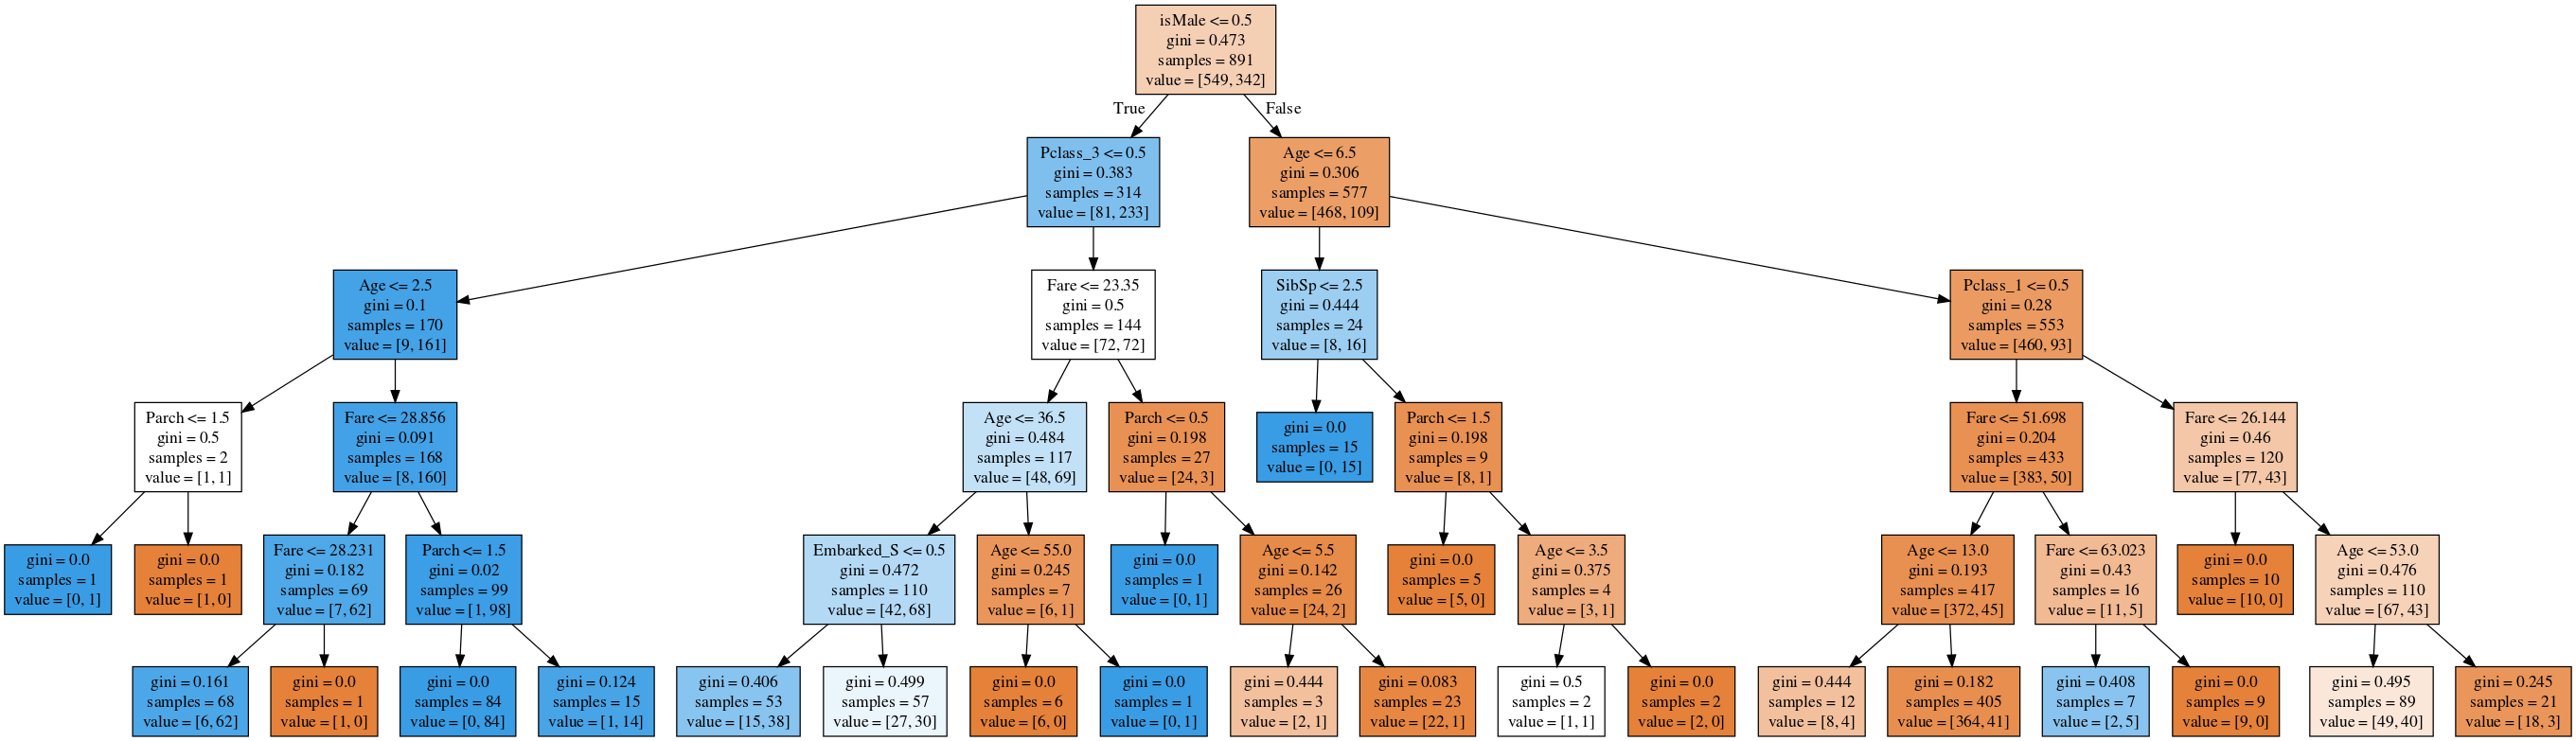 isMale <= 0.5
gini = 0.473
samples = 891
value = [549, 342]
True
False
Pclass_3 <= 0.5
gini = 0.383
samples = 314
value = [81, 233]
Age <= 6.5
gini = 0.306
samples = 577
value = [468, 109]
Age <= 2.5
gini = 0.1
samples = 170
value = [9, 161]
Fare <= 23.35
gini = 0.5
samples = 144
value = [72, 72]
SibSp <= 2.5
gini = 0.444
samples = 24
value = [8, 16]
Pclass_1 <= 0.5
gini = 0.28
samples = 553
value = [460, 93]
Parch <= 1.5
gini = 0.5
samples = 2
value = [1, 1]
Fare <= 28.856
gini = 0.091
samples = 168
value = [8, 160]
Age <= 36.5
gini = 0.484
samples = 117
value = [48, 69]
Parch <= 0.5
gini = 0.198
samples = 27
value = [24, 3]
gini = 0.0
samples = 15
value = [0, 15]
Parch <= 1.5
gini = 0.198
samples = 9
value = [8, 1]
Fare <= 51.698
gini = 0.204
samples = 433
value = [383, 50]
Fare <= 26.144
gini = 0.46
samples = 120
value = [77, 43]
gini = 0.0
samples = 1
value = [0, 1]
gini = 0.0
samples = 1
value = [1, 0]
Fare <= 28.231
gini = 0.182
samples = 69
value = [7, 62]
Parch <= 1.5
gini = 0.02
samples = 99
value = [1, 98]
Embarked_S <= 0.5
gini = 0.472
samples = 110
value = [42, 68]
Age <= 55.0
gini = 0.245
samples = 7
value = [6, 1]
gini = 0.0
samples = 1
value = [0, 1]
Age <= 5.5
gini = 0.142
samples = 26
value = [24, 2]
gini = 0.0
samples = 5
value = [5, 0]
Age <= 3.5
gini = 0.375
samples = 4
value = [3, 1]
Age <= 13.0
gini = 0.193
samples = 417
value = [372, 45]
Fare <= 63.023
gini = 0.43
samples = 16
value = [11, 5]
gini = 0.0
samples = 10
value = [10, 0]
Age <= 53.0
gini = 0.476
samples = 110
value = [67, 43]
gini = 0.161
samples = 68
value = [6, 62]
gini = 0.0
samples = 1
value = [1, 0]
gini = 0.0
samples = 84
value = [0, 84]
gini = 0.124
samples = 15
value = [1, 14]
gini = 0.406
samples = 53
value = [15, 38]
gini = 0.499
samples = 57
value = [27, 30]
gini = 0.0
samples = 6
value = [6, 0]
gini = 0.0
samples = 1
value = [0, 1]
gini = 0.444
samples = 3
value = [2, 1]
gini = 0.083
samples = 23
value = [22, 1]
gini = 0.5
samples = 2
value = [1, 1]
gini = 0.0
samples = 2
value = [2, 0]
gini = 0.444
samples = 12
value = [8, 4]
gini = 0.182
samples = 405
value = [364, 41]
gini = 0.408
samples = 7
value = [2, 5]
gini = 0.0
samples = 9
value = [9, 0]
gini = 0.495
samples = 89
value = [49, 40]
gini = 0.245
samples = 21
value = [18, 3]